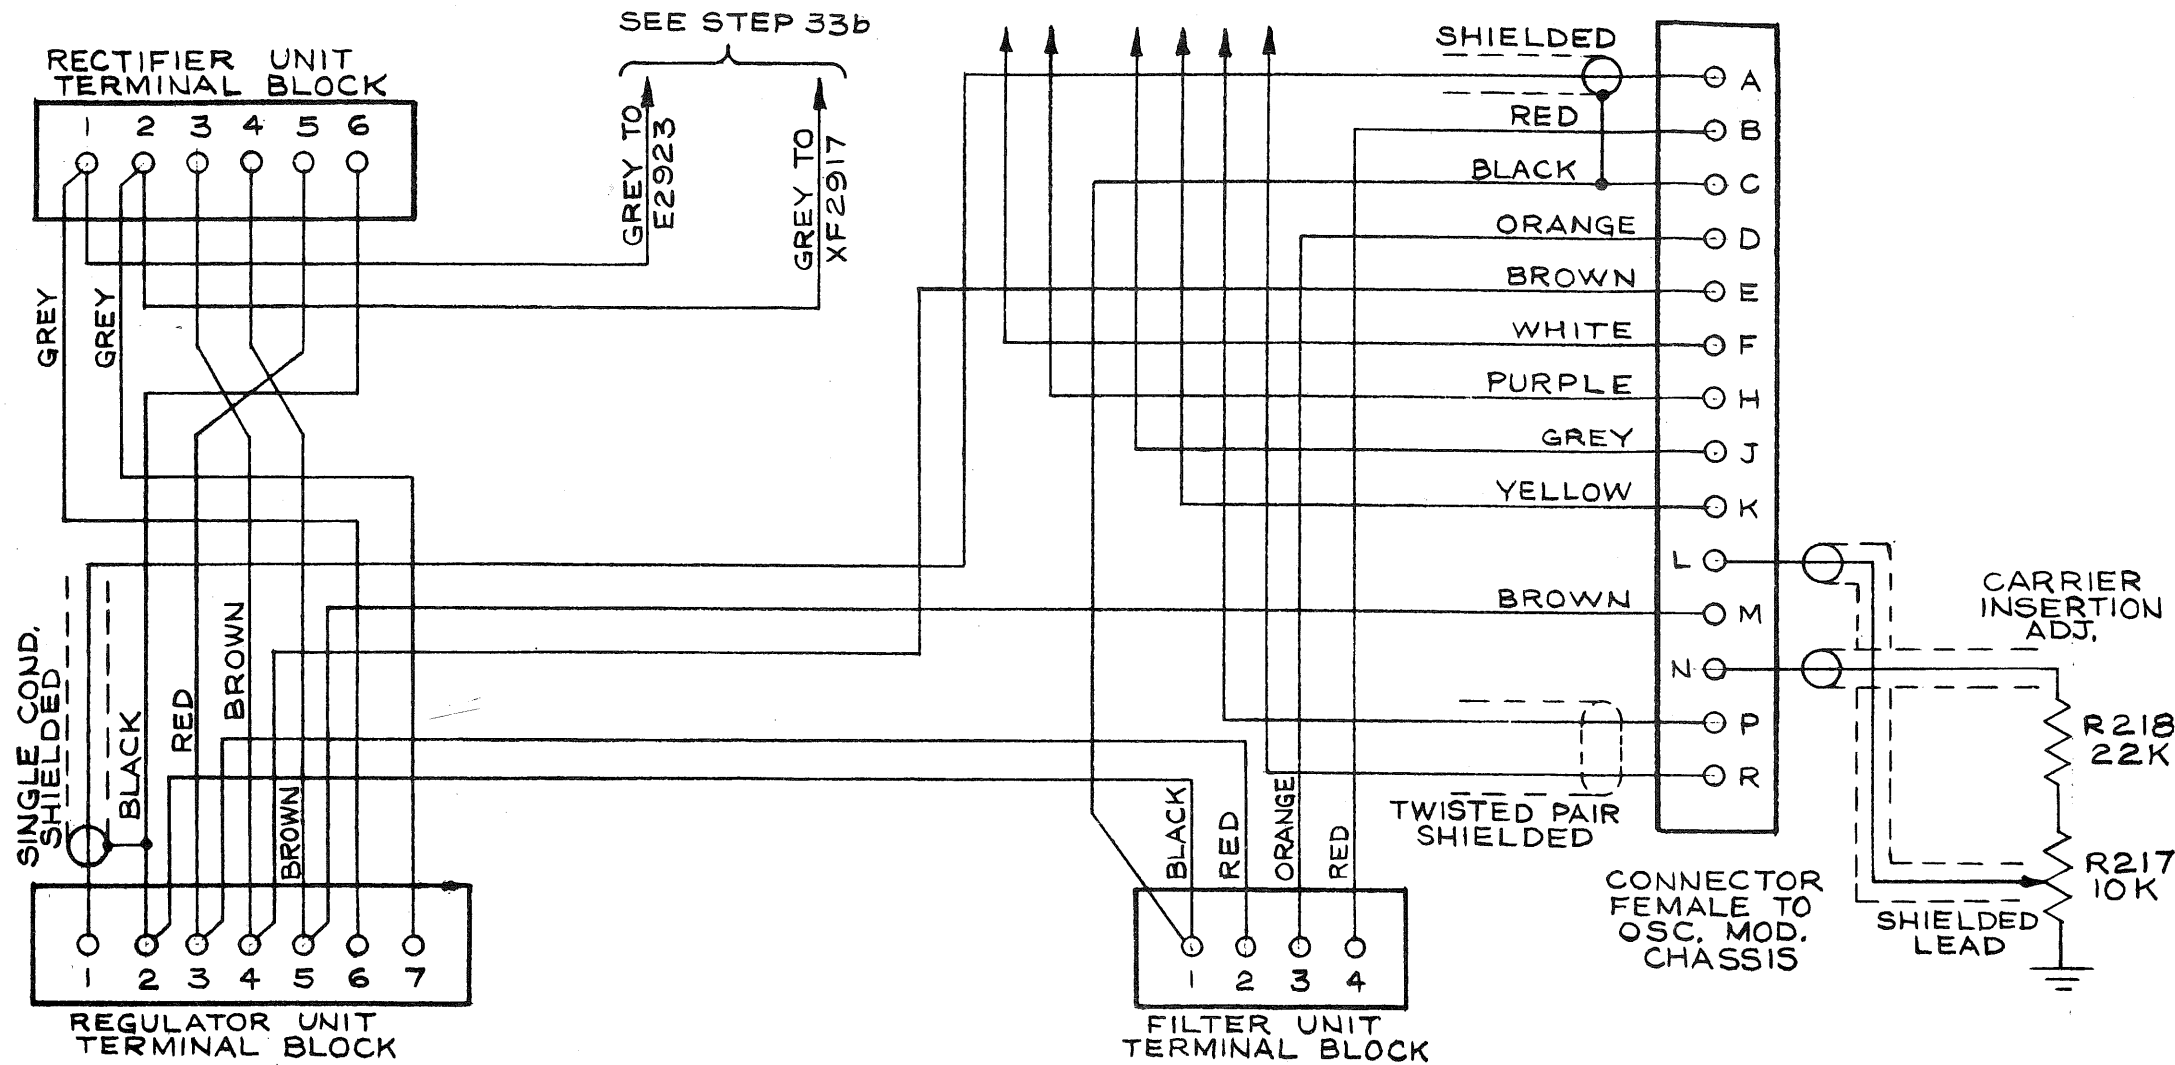 SEE STEP 33b
RECTIFIER UNIT
TERMINAL BLOCK
1 2 3 4 5 6
GREY TO
E2923
GREY TO
XF2917
GREY
GREY
SHIELDED
A
RED
B
BLACK
C
ORANGE
D
BROWN
E
WHITE
F
PURPLE
H
GREY
J
YELLOW
K
L
BROWN
M
N
P
R
TWISTED PAIR
SHIELDED
CARRIER
INSERTION
ADJ.
R218
22K
R217
10K
SHIELDED
LEAD
CONNECTOR
FEMALE TO
OSC. MOD.
CHASSIS
SINGLE COND.
SHIELDED
BLACK
RED
BROWN
BROWN
1 2 3 4 5 6 7
REGULATOR UNIT
TERMINAL BLOCK
BLACK
RED
ORANGE
RED
1 2 3 4
FILTER UNIT
TERMINAL BLOCK